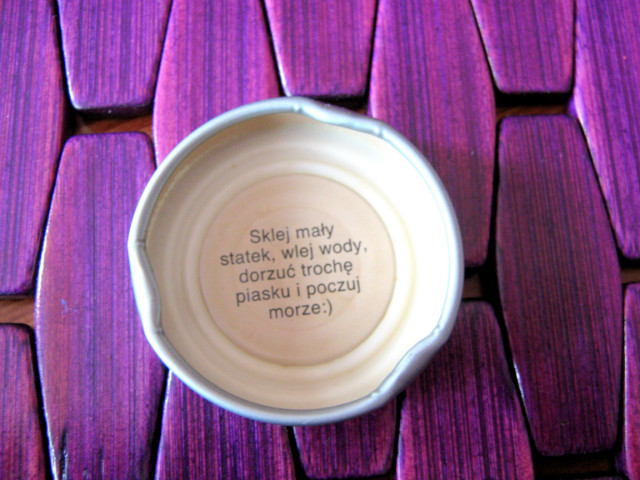 Sklej mały
statek, wlej wody,
dorzuć trochę
piasku i poczuj
morze:)